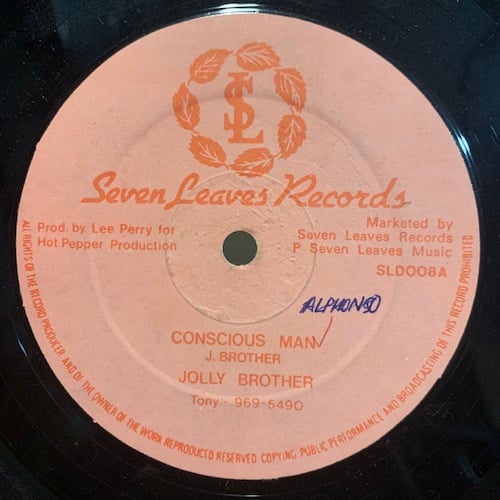 SL
Seven Leaves Records
Prod. by Lee Perry for
Hot Pepper Production
Marketed by
Seven Leaves Records
P Seven Leaves Music
SLD008A
ALPHONSO
CONSCIOUS MAN
J. BROTHER
JOLLY BROTHER
Tony: 969-5490
ALL RIGHTS OF THE RECORD PRODUCER AND OF THE OWNER OF THE WORK REPRODUCED RESERVED COPYING, PUBLIC PERFORMANCE AND BROADCASTING OF THIS RECORD PROHIBITED